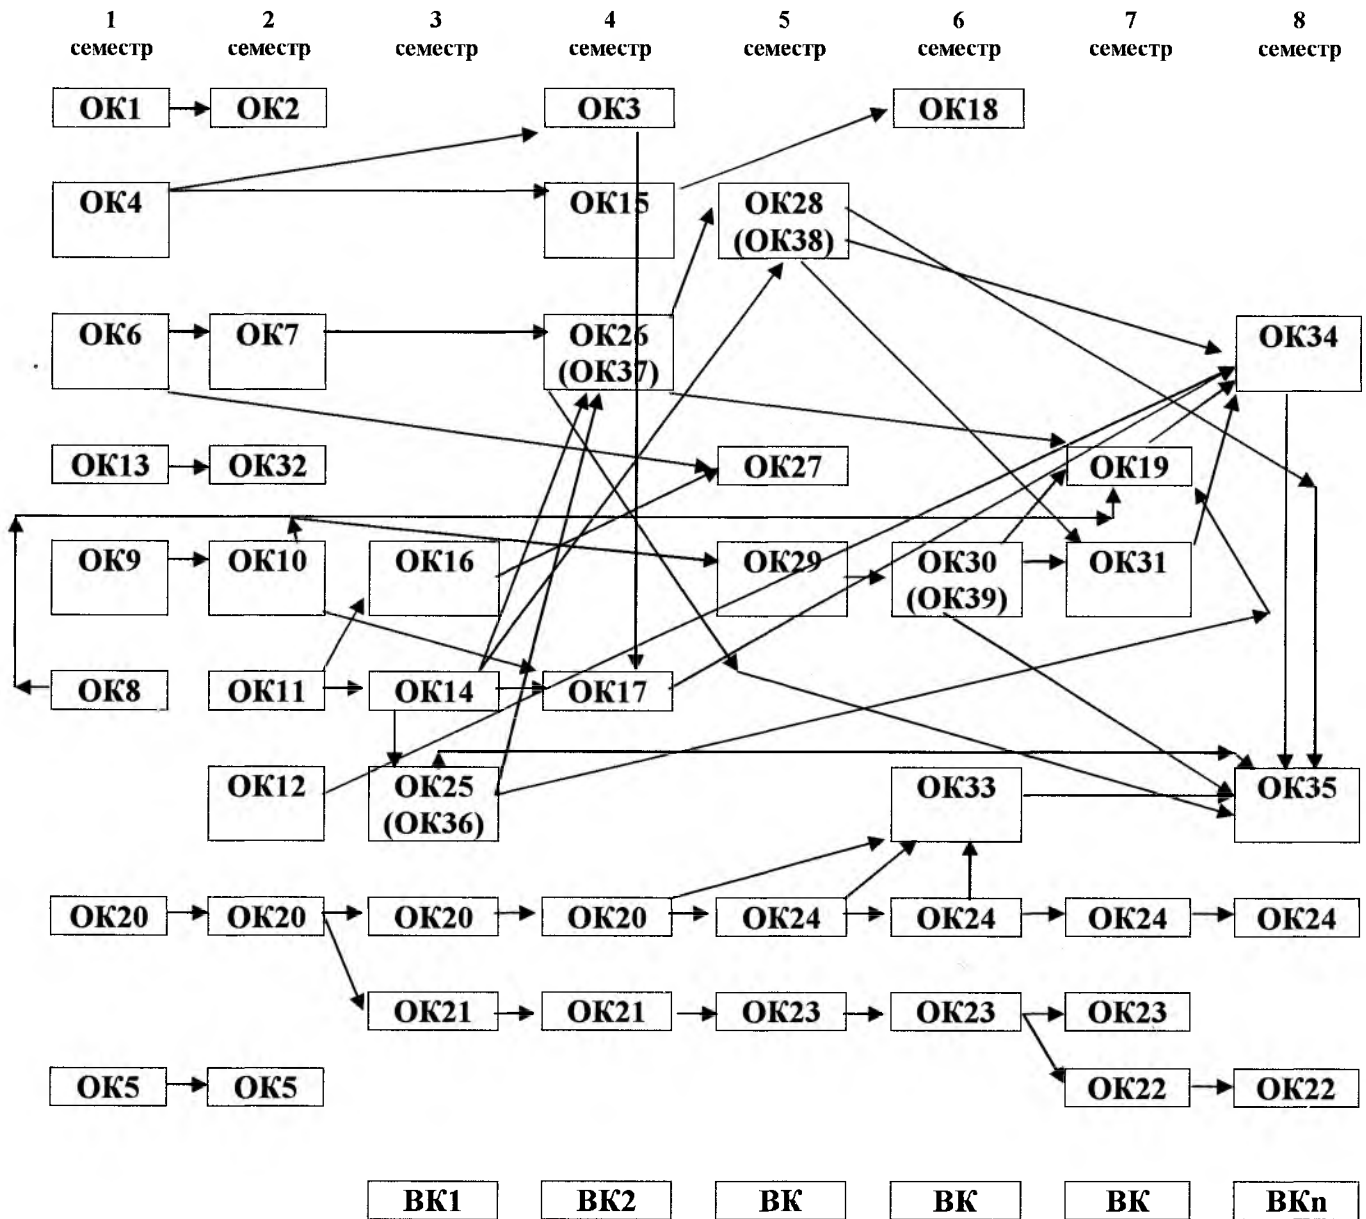 1 2 3 4 5 6 7 8
семестр семестр семестр семестр семестр семестр семестр семестр
ОК1 ОК2 ОК3 ОК18
ОК4 ОК15 ОК28
(ОК38)
ОК6 ОК7 ОК26 ОК34
(ОК37)
ОК13 ОК32 ОК27 ОК19
ОК9 ОК10 ОК16 ОК29 ОК30 ОК31
(ОК39)
ОК8 ОК11 ОК14 ОК17
ОК12 ОК25 ОК33 ОК35
(ОК36)
ОК20 ОК20 ОК20 ОК20 ОК24 ОК24 ОК24 ОК24
ОК21 ОК21 ОК23 ОК23 ОК23
ОК5 ОК5 ОК22 ОК22
ВК1 ВК2 ВК ВК ВК ВКn